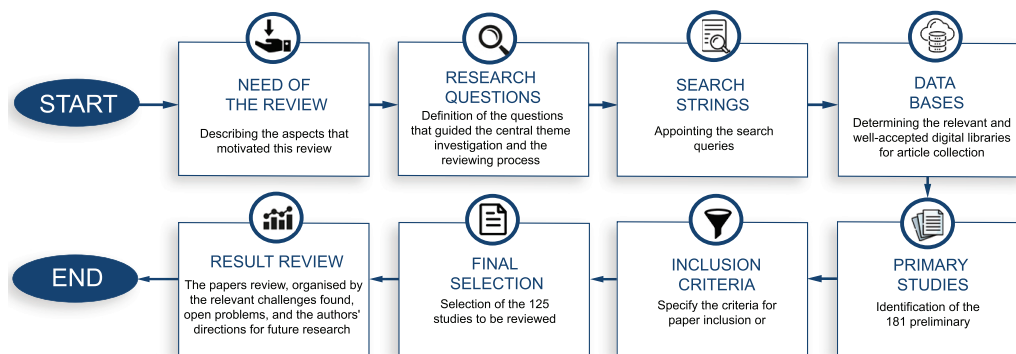 START
NEED OF
THE REVIEW
Describing the aspects that
motivated this review
RESEARCH
QUESTIONS
Definition of the questions
that guided the central theme
investigation and the
reviewing process
SEARCH
STRINGS
Appointing the search
queries
DATA
BASES
Determining the relevant and
well-accepted digital libraries
for article collection
PRIMARY
STUDIES
Identification of the
181 preliminary
INCLUSION
CRITERIA
Specify the criteria for
paper inclusion or
FINAL
SELECTION
Selection of the 125
studies to be reviewed
RESULT REVIEW
The papers review, organised by
the relevant challenges found,
open problems, and the authors'
directions for future research
END